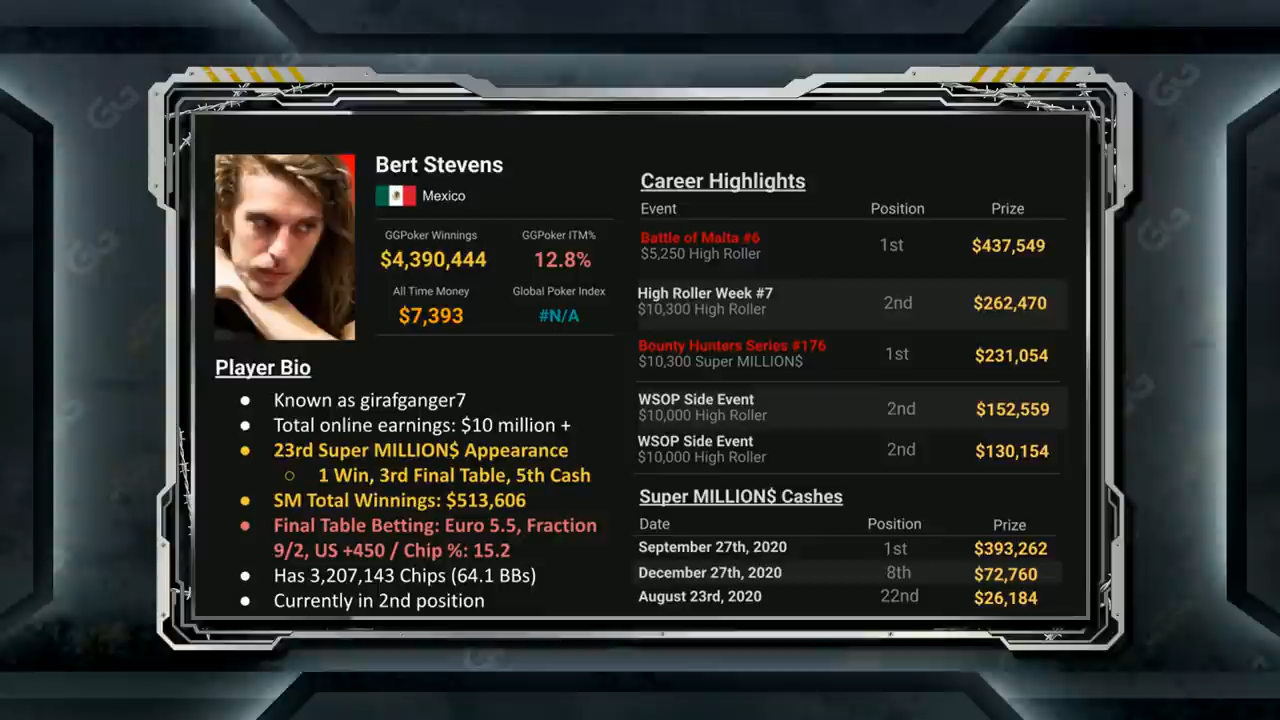 Bert Stevens
Mexico
GGPoker Winnings GGPoker ITM%
$4,390,444 12.8%
All Time Money Global Poker Index
$7,393 #N/A
Player Bio
● Known as girafganger7
● Total online earnings: $10 million +
● 23rd Super MILLION$ Appearance
○ 1 Win, 3rd Final Table, 5th Cash
● SM Total Winnings: $513,606
● Final Table Betting: Euro 5.5, Fraction
9/2, US +450 / Chip %: 15.2
● Has 3,207,143 Chips (64.1 BBs)
● Currently in 2nd position
Career Highlights
Event Position Prize
Battle of Malta #6
$5,250 High Roller
1st $437,549
High Roller Week #7
$10,300 High Roller
2nd $262,470
Bounty Hunters Series #176
$10,300 Super MILLION$
1st $231,054
WSOP Side Event
$10,000 High Roller
2nd $152,559
WSOP Side Event
$10,000 High Roller
2nd $130,154
Super MILLION$ Cashes
Date Position Prize
September 27th, 2020 1st $393,262
December 27th, 2020 8th $72,760
August 23rd, 2020 22nd $26,184